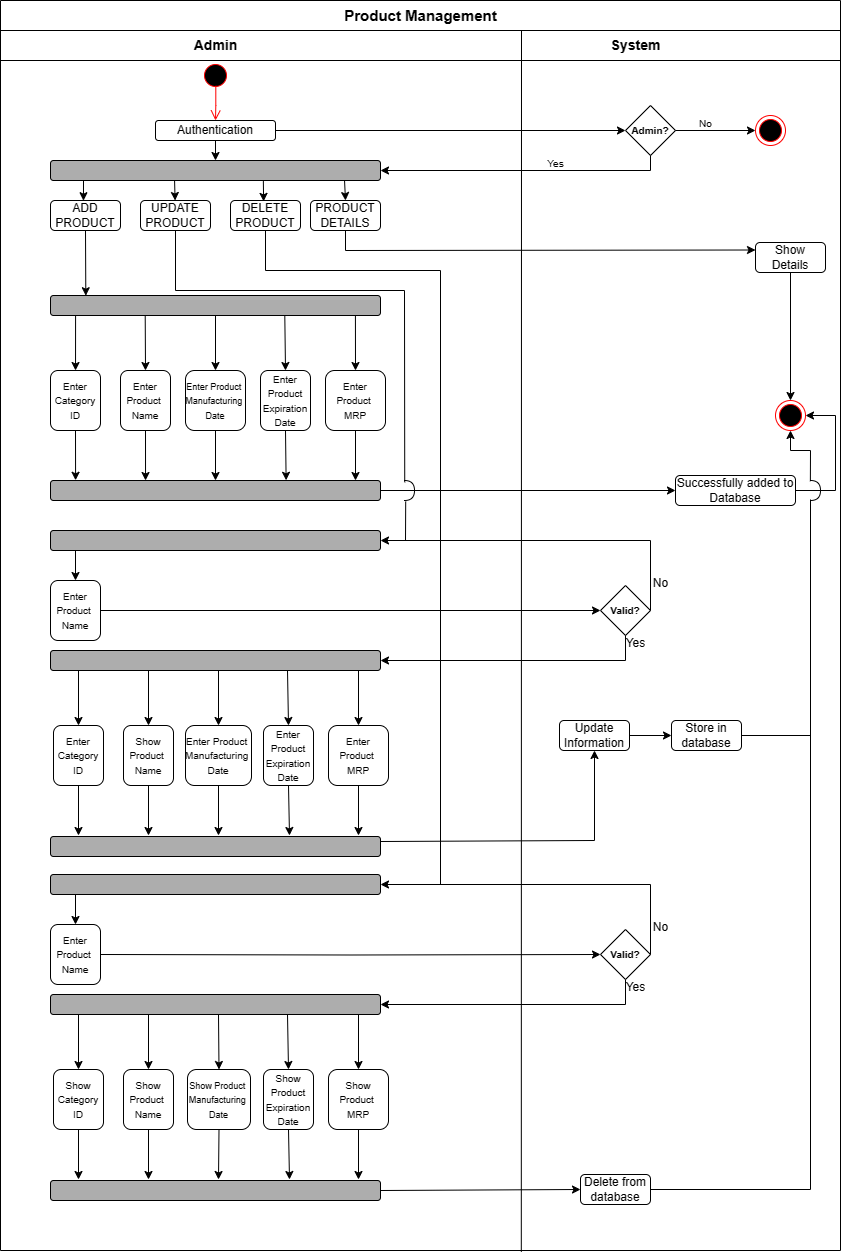 Product Management
Admin
System
Authentication
Admin?
No
Yes
ADD
PRODUCT
UPDATE
PRODUCT
DELETE
PRODUCT
PRODUCT
DETAILS
Show
Details
Enter
Category
ID
Enter
Product
Name
Enter Product
Manufacturing
Date
Enter
Product
Expiration
Date
Enter
Product
MRP
Successfully added to
Database
Enter
Product
Name
Valid?
No
Yes
Enter
Category
ID
Show
Product
Name
Enter Product
Manufacturing
Date
Enter
Product
Expiration
Date
Enter
Product
MRP
Update
Information
Store in
database
Enter
Product
Name
Valid?
No
Yes
Show
Category
ID
Show
Product
Name
Show Product
Manufacturing
Date
Show
Product
Expiration
Date
Show
Product
MRP
Delete from
database